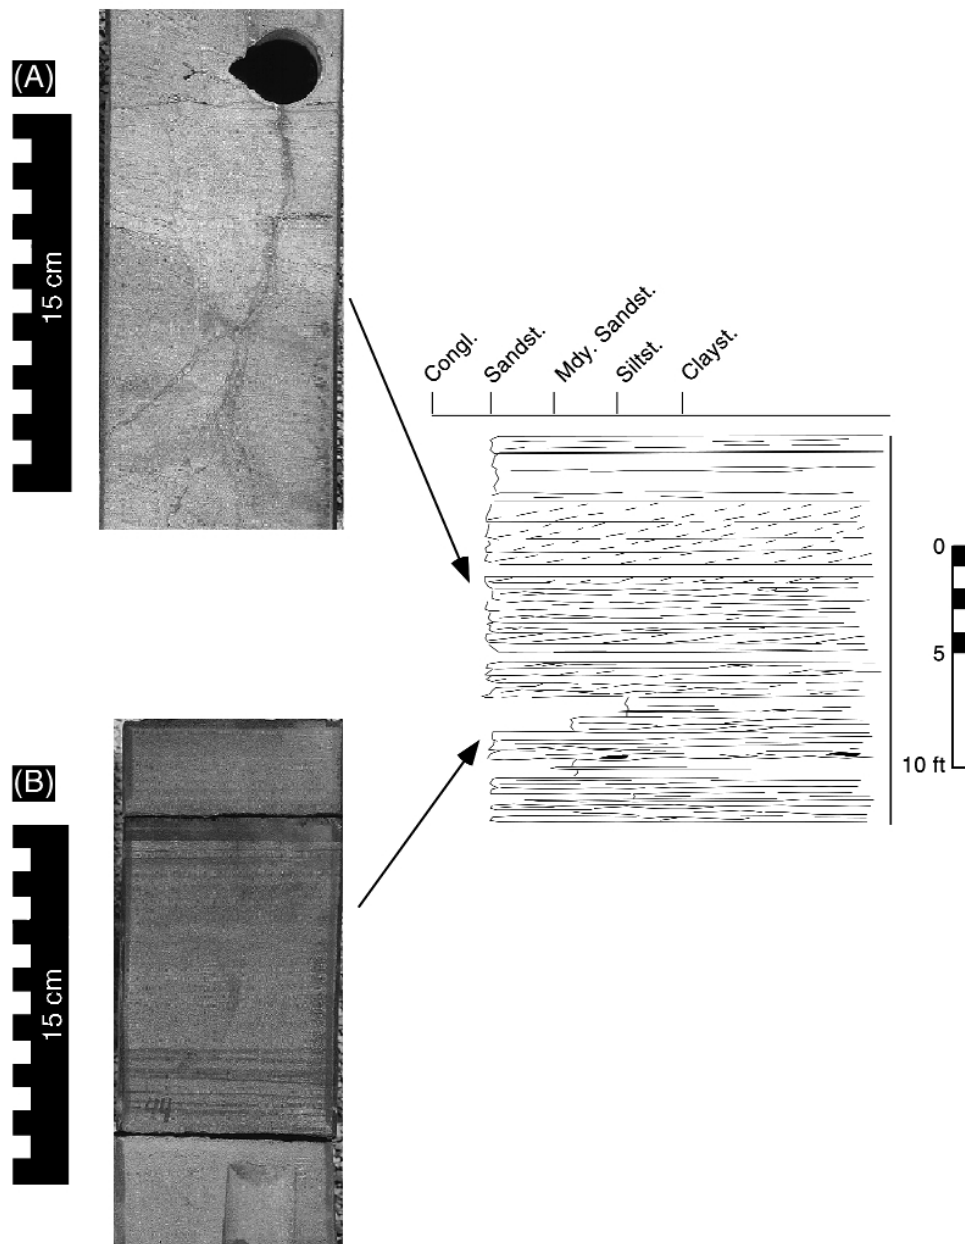 (A)
15 cm
Congl.
Sandst.
Mdy. Sandst.
Siltst.
Clayst.
0
5
10 ft
(B)
15 cm